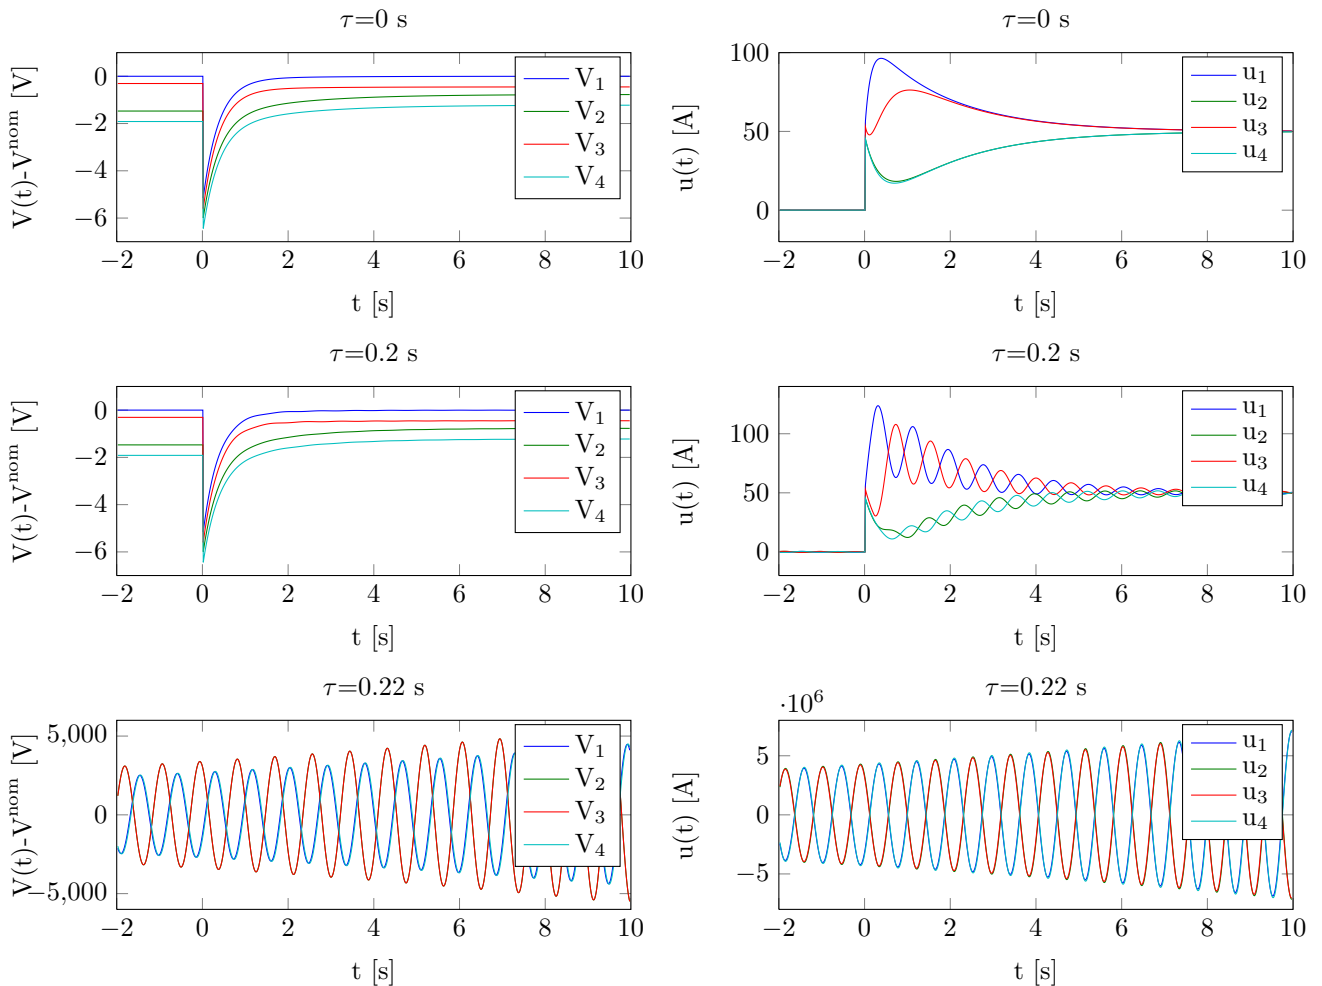 τ=0 s
V(t)-V^nom [V]
0
−2
−4
−6
−2 0 2 4 6 8 10
t [s]
V₁
V₂
V₃
V₄
τ=0 s
u(t) [A]
100
50
0
−2 0 2 4 6 8 10
t [s]
u₁
u₂
u₃
u₄
τ=0.2 s
V(t)-V^nom [V]
0
−2
−4
−6
−2 0 2 4 6 8 10
t [s]
V₁
V₂
V₃
V₄
τ=0.2 s
u(t) [A]
100
50
0
−2 0 2 4 6 8 10
t [s]
u₁
u₂
u₃
u₄
τ=0.22 s
V(t)-V^nom [V]
5,000
0
−5,000
−2 0 2 4 6 8 10
t [s]
V₁
V₂
V₃
V₄
τ=0.22 s
·10⁶
u(t) [A]
5
0
−5
−2 0 2 4 6 8 10
t [s]
u₁
u₂
u₃
u₄